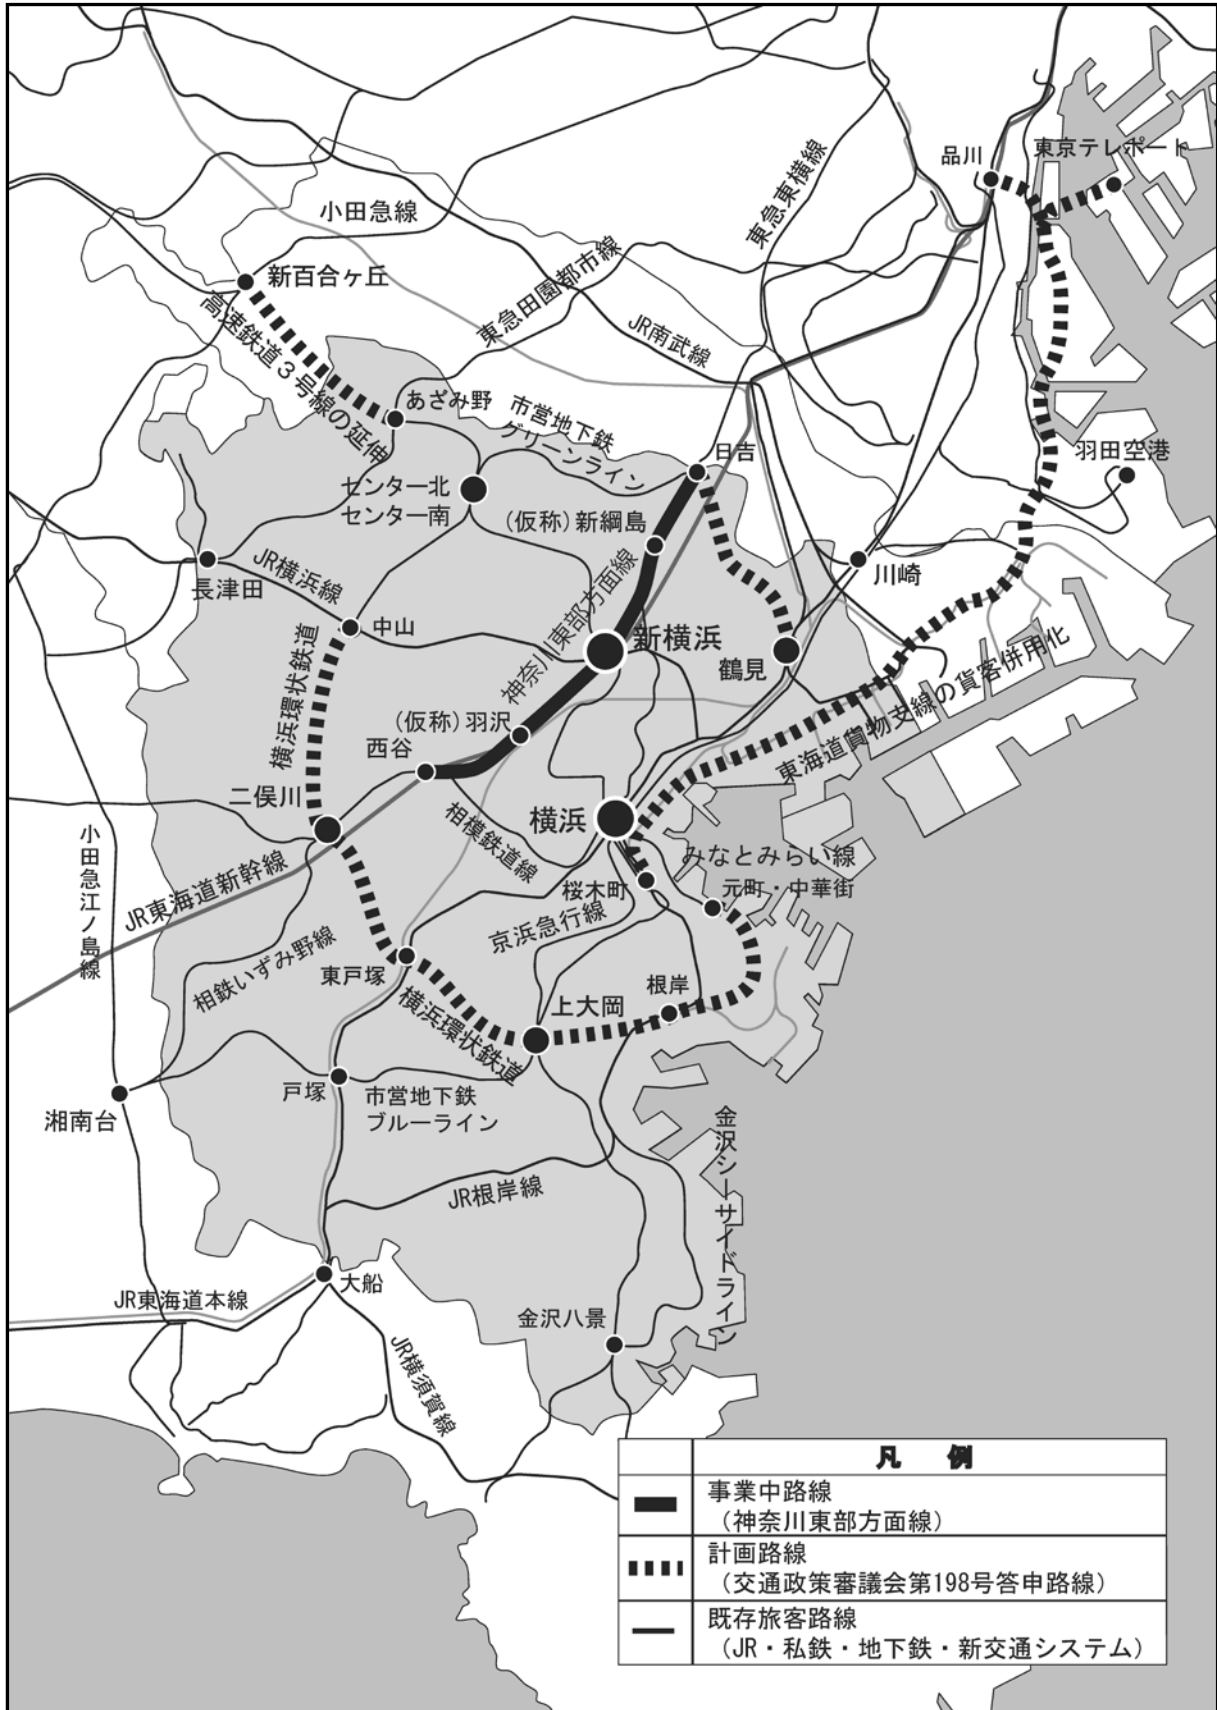 品川
東京テレポート
東急東横線
小田急線
新百合ヶ丘
東急田園都市線
高速鉄道３号線の延伸
JR南武線
あざみ野
市営地下鉄
グリーンライン
日吉
羽田空港
センター北
センター南
（仮称）新綱島
川崎
長津田
JR横浜線
中山
神奈川東部方面線
新横浜
鶴見
横浜環状鉄道
（仮称）羽沢
西谷
東海道貨物支線の貨客併用化
二俣川
横浜
相模鉄道線
小田急江ノ島線
JR東海道新幹線
みなとみらい線
桜木町
元町・中華街
京浜急行線
相鉄いずみ野線
東戸塚
横浜環状鉄道
上大岡
根岸
戸塚
市営地下鉄
ブルーライン
湘南台
金沢シーサイドライン
JR根岸線
大船
JR東海道本線
金沢八景
JR横須賀線
凡　例
事業中路線
（神奈川東部方面線）
計画路線
（交通政策審議会第198号答申路線）
既存旅客路線
（JR・私鉄・地下鉄・新交通システム）